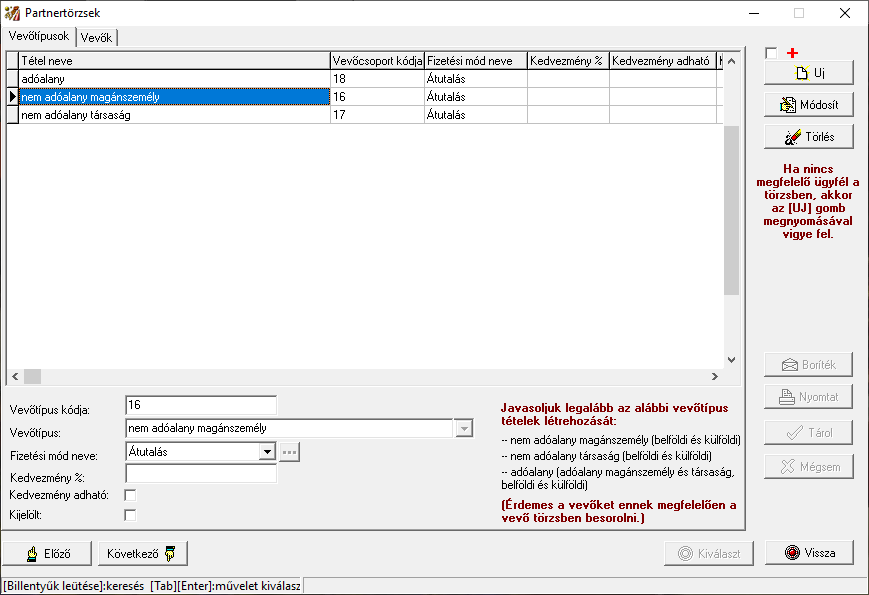 Partnertörzsek
Vevőtípusok Vevők
Tétel neve Vevőcsoport kódja Fizetési mód neve Kedvezmény % Kedvezmény adható
adóalany 18 Átutalás
nem adóalany magánszemély 16 Átutalás
nem adóalany társaság 17 Átutalás
Uj
Módosít
Törlés
Ha nincs
megfelelő ügyfél a
törzsben, akkor
az [UJ] gomb
megnyomásával
vigye fel.
Boríték
Nyomtat
Tárol
Mégsem
Vevőtípus kódja: 16
Vevőtípus: nem adóalany magánszemély
Fizetési mód neve: Átutalás ...
Kedvezmény %:
Kedvezmény adható:
Kijelölt:
Javasoljuk legalább az alábbi vevőtípus
tételek létrehozását:
-- nem adóalany magánszemély (belföldi és külföldi)
-- nem adóalany társaság (belföldi és külföldi)
-- adóalany (adóalany magánszemély és társaság,
belföldi és külföldi)
(Érdemes a vevőket ennek megfelelően a
vevő törzsben besorolni.)
Előző Következő Kiválaszt Vissza
[Billentyűk leütése]:keresés [Tab][Enter]:művelet kiválasz